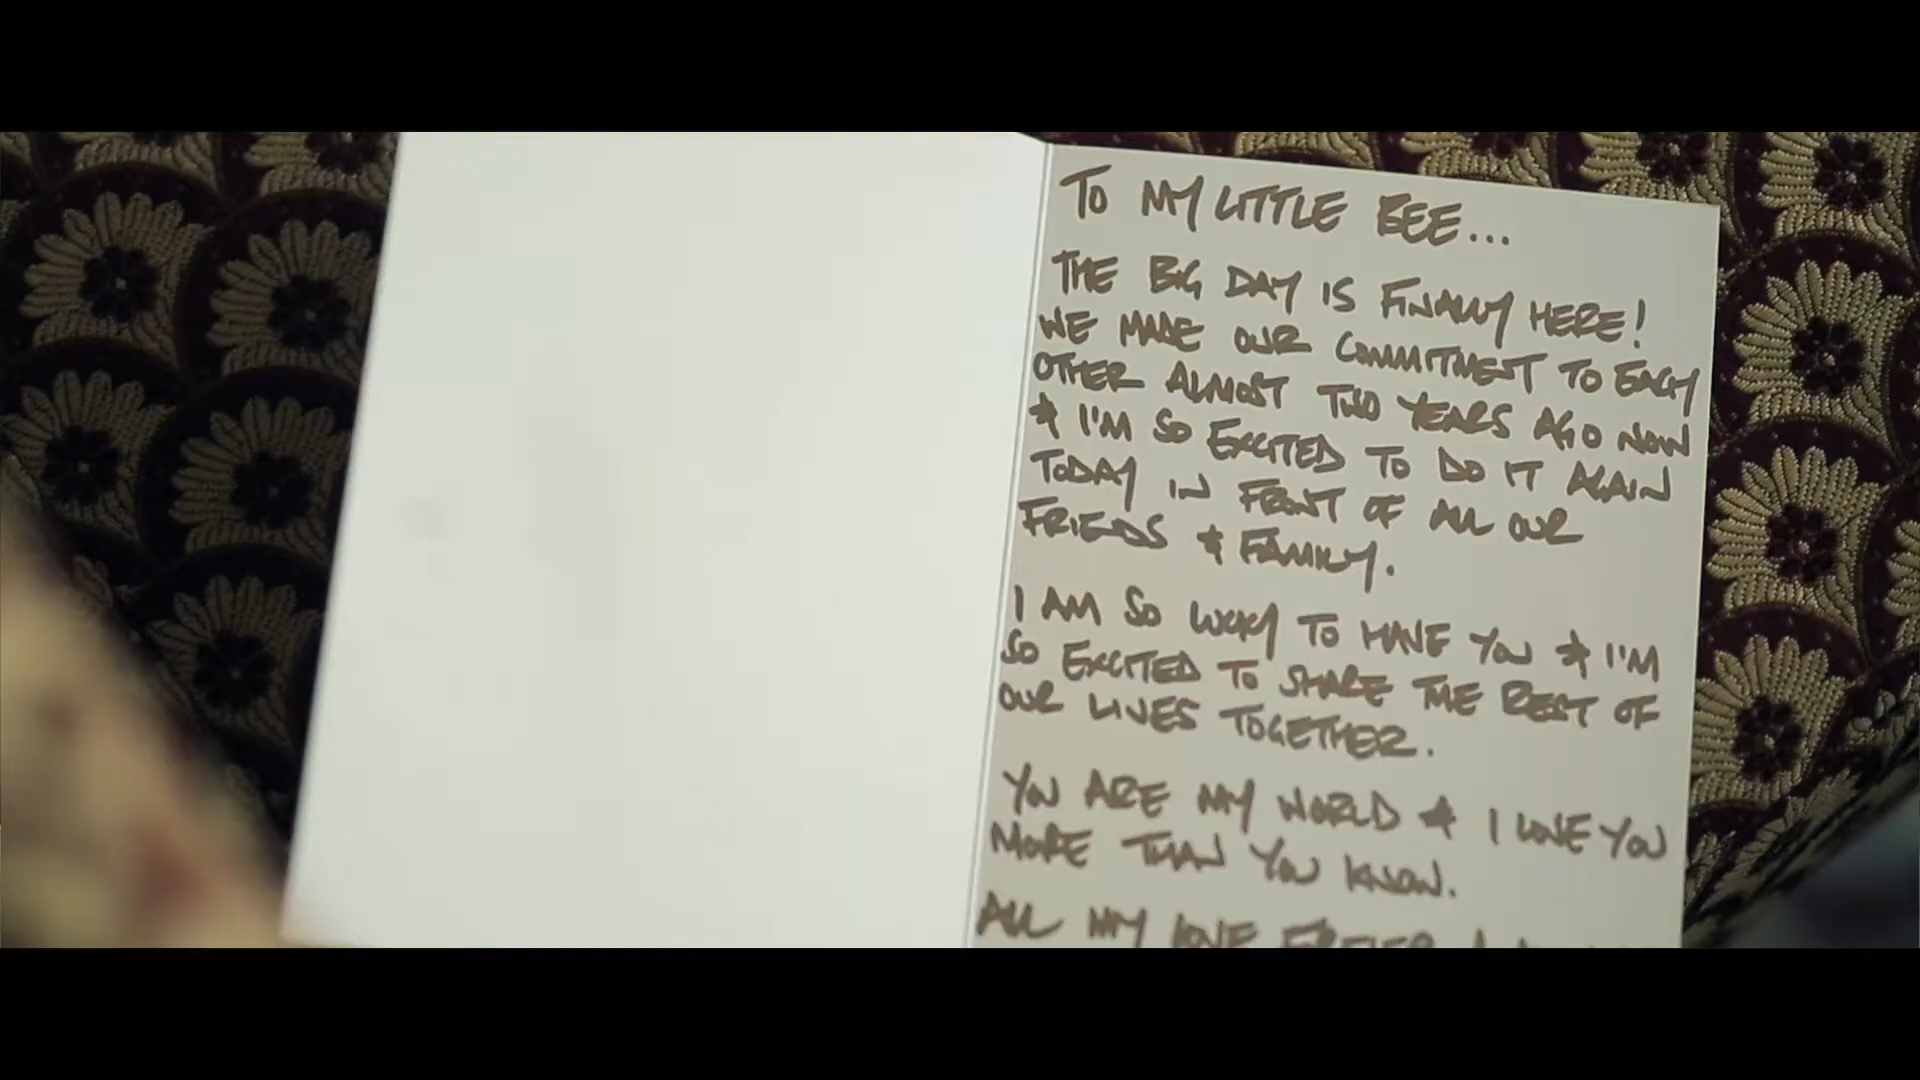 TO MY LITTLE BEE...
THE BIG DAY IS FINALLY HERE!
WE MADE OUR COMMITMENT TO EACH
OTHER ALMOST TWO YEARS AGO NOW
& I'M SO EXCITED TO DO IT AGAIN
TODAY IN FRONT OF ALL OUR
FRIENDS & FAMILY.
I AM SO LUCKY TO HAVE YOU & I'M
SO EXCITED TO SHARE THE REST OF
OUR LIVES TOGETHER.
YOU ARE MY WORLD & I LOVE YOU
MORE THAN YOU KNOW.
ALL MY LOVE